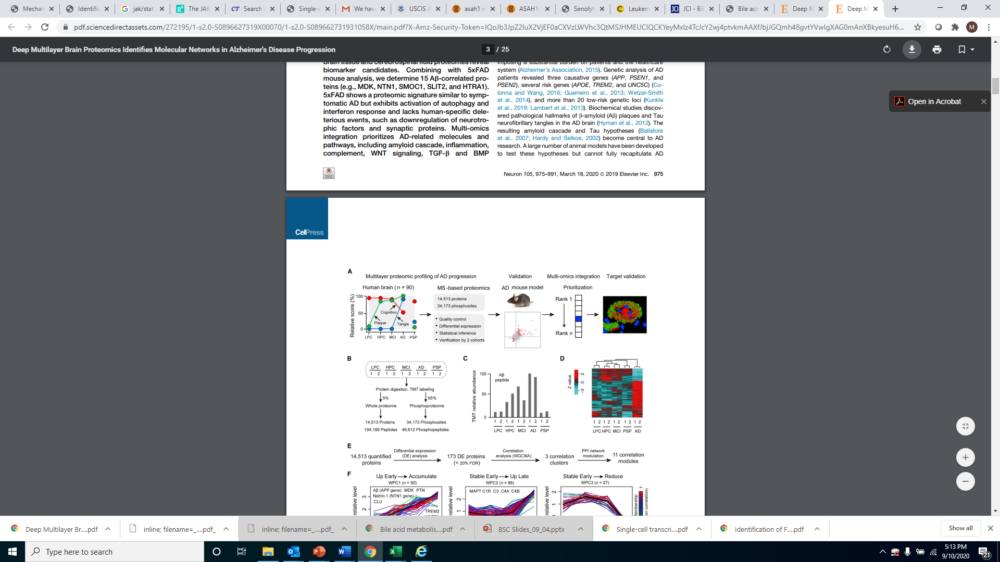 Mechan
Identific
jak/stat
The JAK
Search
Single-c
We have
USCIS A
asah1 r
ASAH1
Senolyt
Leukem
JCI - Bil
Bile acid
Deep M
Deep M
pdf.sciencedirectassets.com/272195/1-s2.0-S0896627319X00070/1-s2.0-S089662731931058X/main.pdf?X-Amz-Security-Token=
M
Deep Multilayer Brain Proteomics Identifies Molecular Networks in Alzheimer's Disease Progression
3 / 25
Open in Acrobat
brain tissue and cerebrospinal fluid proteomes reveal
biomarker candidates. Combining with 5xFAD
mouse analysis, we determine 15 Aβ-correlated pro-
teins (e.g., MDK, NTN1, SMOC1, SLIT2, and HTRA1).
5xFAD shows a proteomic signature similar to symp-
tomatic AD but exhibits activation of autophagy and
interferon response and lacks human-specific dele-
terious events, such as downregulation of neurotro-
phic factors and synaptic proteins. Multi-omics
integration prioritizes AD-related molecules and
pathways, including amyloid cascade, inflammation,
complement, WNT signaling, TGF-β and BMP
imposing a substantial burden on patients and the healthcare
system (Alzheimer's Association, 2015). Genetic analysis of AD
patients revealed three causative genes (APP, PSEN1, and
PSEN2), several risk genes (APOE, TREM2, and UNC5C) (Co-
lonna and Wang, 2016; Guerreiro et al., 2013; Wetzel-Smith
et al., 2014), and more than 20 low-risk genetic loci (Kunkle
et al., 2019; Lambert et al., 2013). Biochemical studies discov-
ered pathological hallmarks of β-amyloid (Aβ) plaques and Tau
neurofibrillary tangles in the AD brain (Hyman et al., 2012). The
resulting amyloid cascade and Tau hypotheses (Ballatore
et al., 2007; Hardy and Selkoe, 2002) become central to AD
research. A large number of animal models have been developed
to test these hypotheses but cannot fully recapitulate AD
Neuron 105, 975–991, March 18, 2020 © 2019 Elsevier Inc. 975
CellPress
A
Multilayer proteomic profiling of AD progression
Validation
Multi-omics integration
Target validation
Human brain (n = 90)
MS-based proteomics
AD mouse model
Prioritization
Relative score (%)
100
50
0
Cognition
Plaque
Tangle
LPC HPC MCI AD PSP
14,513 proteins
34,173 phosphosites
• Quality control
• Differential expression
• Statistical inference
• Verification by 2 cohorts
Rank 1
Rank n
B
LPC HPC MCI AD PSP
1 2 1 2 1 2 1 2 1 2
Protein digestion, TMT labeling
5% 95%
Whole proteome Phosphoproteome
14,513 Proteins 34,173 Phosphosites
194,189 Peptides 46,612 Phosphopeptides
C
TMT relative abundance
100
50
0
Aβ
peptide
1 2 1 2 1 2 1 2 1 2
LPC HPC MCI AD PSP
D
Z value
2
0
−2
1 2 1 2 1 2 1 2 1 2
LPC HPC MCI PSP AD
E
14,513 quantified
proteins
Differential expression
(DE) analysis
173 DE proteins
(< 20% FDR)
Correlation
analysis (WGCNA)
3 correlation
clusters
PPI network
modulation
11 correlation
modules
F
Up Early → Accumulate
WPC1 (n = 50)
relative level
3
2
Aβ (APP gene) MDK PTN
Netrin-1 (NTN1 gene)
CLU
TREM2
Stable Early → Up Late
WPC2 (n = 88)
relative level
2
1
MAPT C1R C3 C4A C4B
Stable Early → Reduce
WPC3 (n = 27)
relative level
2
1
1
Deep Multilayer Br....pdf
inline; filename=_....pdf_
inline; filename=_....pdf_
Bile acid metabolis....pdf
BSC Slides_09_04.pptx
Single-cell transcri....pdf
Identification of F....pdf
Show all
Type here to search
5:13 PM
9/10/2020
21